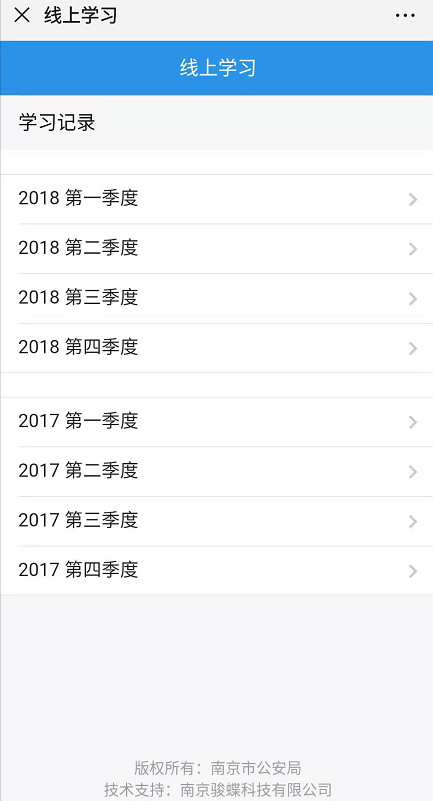 线上学习
线上学习
学习记录
2018 第一季度
2018 第二季度
2018 第三季度
2018 第四季度
2017 第一季度
2017 第二季度
2017 第三季度
2017 第四季度
版权所有：南京市公安局
技术支持：南京骏蝶科技有限公司